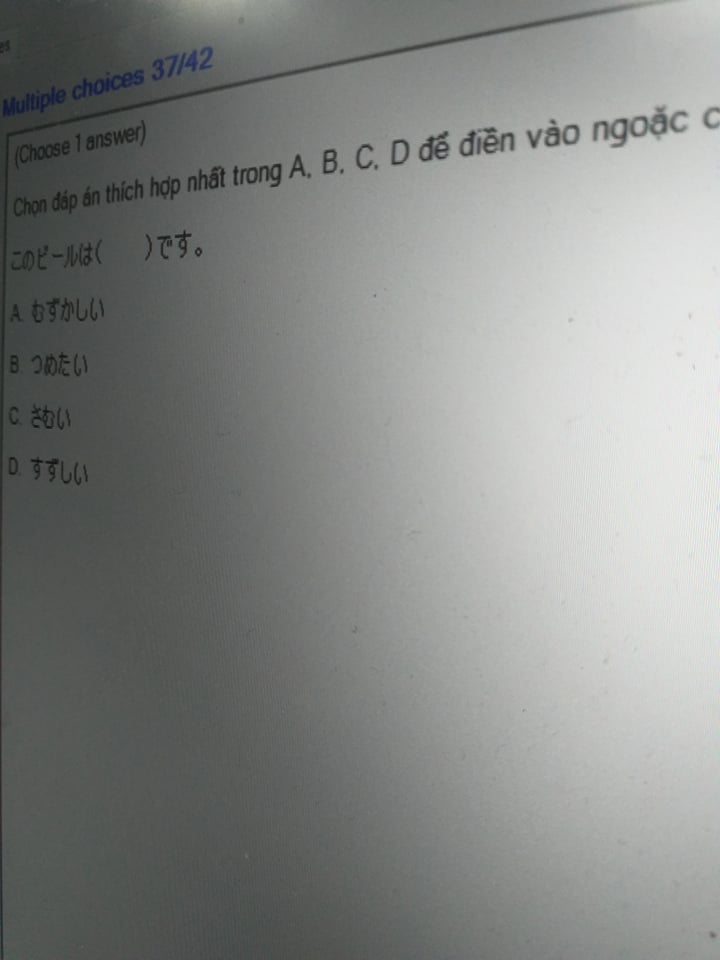 es
Multiple choices 37/42
(Choose 1 answer)
Chọn đáp án thích hợp nhất trong A, B, C, D để điền vào ngoặc c
このビールは(　　)です。
A. むずかしい
B. つめたい
C. さむい
D. すずしい